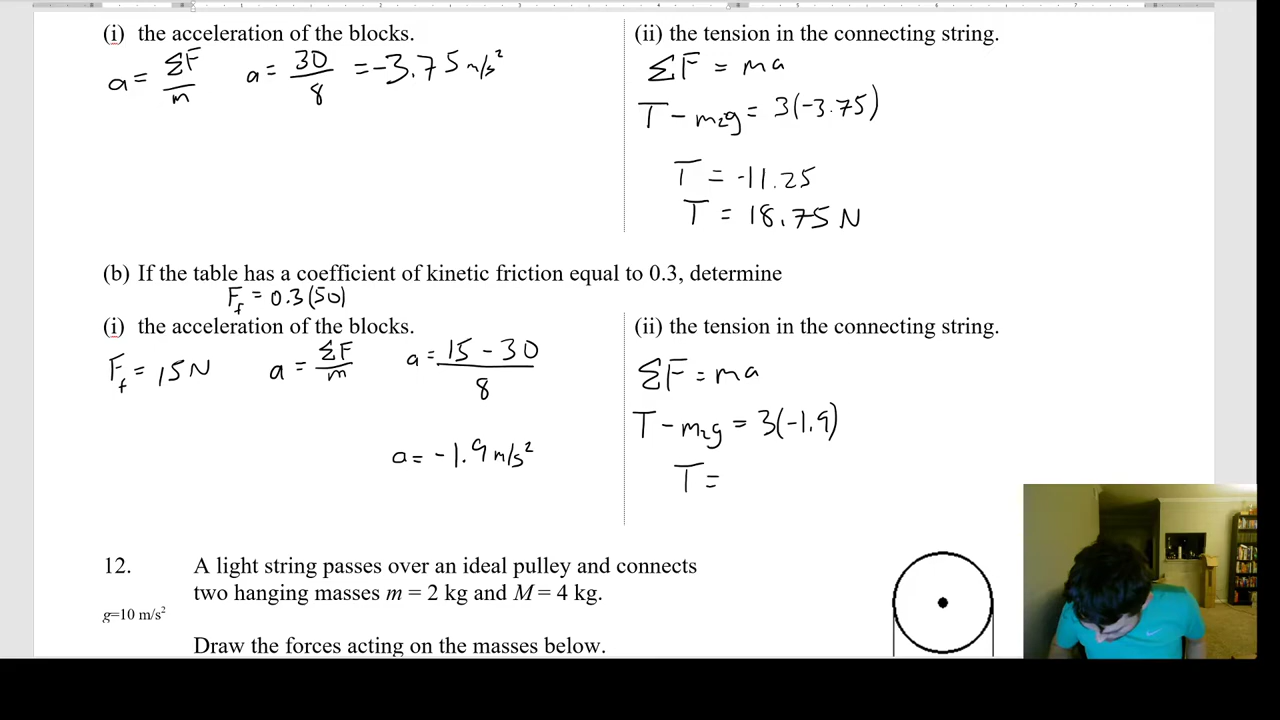 (i) the acceleration of the blocks.
a = ΣF/m a = 30/8 = -3.75 m/s²
(ii) the tension in the connecting string.
ΣF = ma
T - m₂g = 3(-3.75)
T = -11.25
T = 18.75 N
(b) If the table has a coefficient of kinetic friction equal to 0.3, determine
F_f = 0.3(50)
(i) the acceleration of the blocks.
F_f = 15N a = ΣF/m a = 15 - 30/8
a = -1.9 m/s²
(ii) the tension in the connecting string.
ΣF = ma
T - m₂g = 3(-1.9)
T =
12. A light string passes over an ideal pulley and connects
two hanging masses m = 2 kg and M = 4 kg.
g=10 m/s²
Draw the forces acting on the masses below.